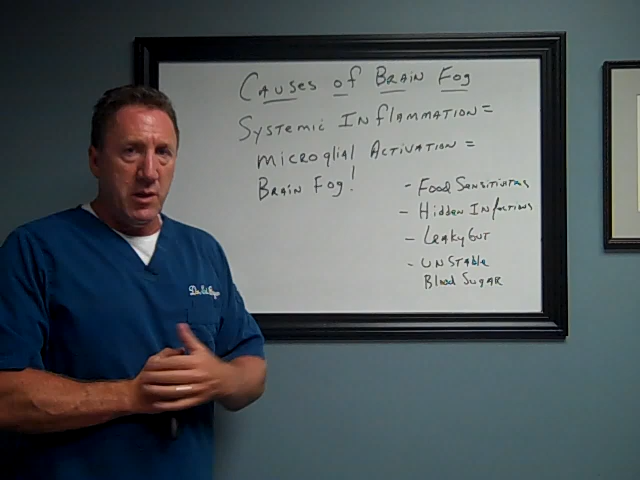 CAUSES OF BRAIN FOG
SYSTEMIC INFLAMMATION =
MICROGLIAL ACTIVATION =
BRAIN FOG!
- FOOD SENSITIVITIES
- HIDDEN INFECTIONS
- LEAKY GUT
- UNSTABLE
BLOOD SUGAR
Dr.